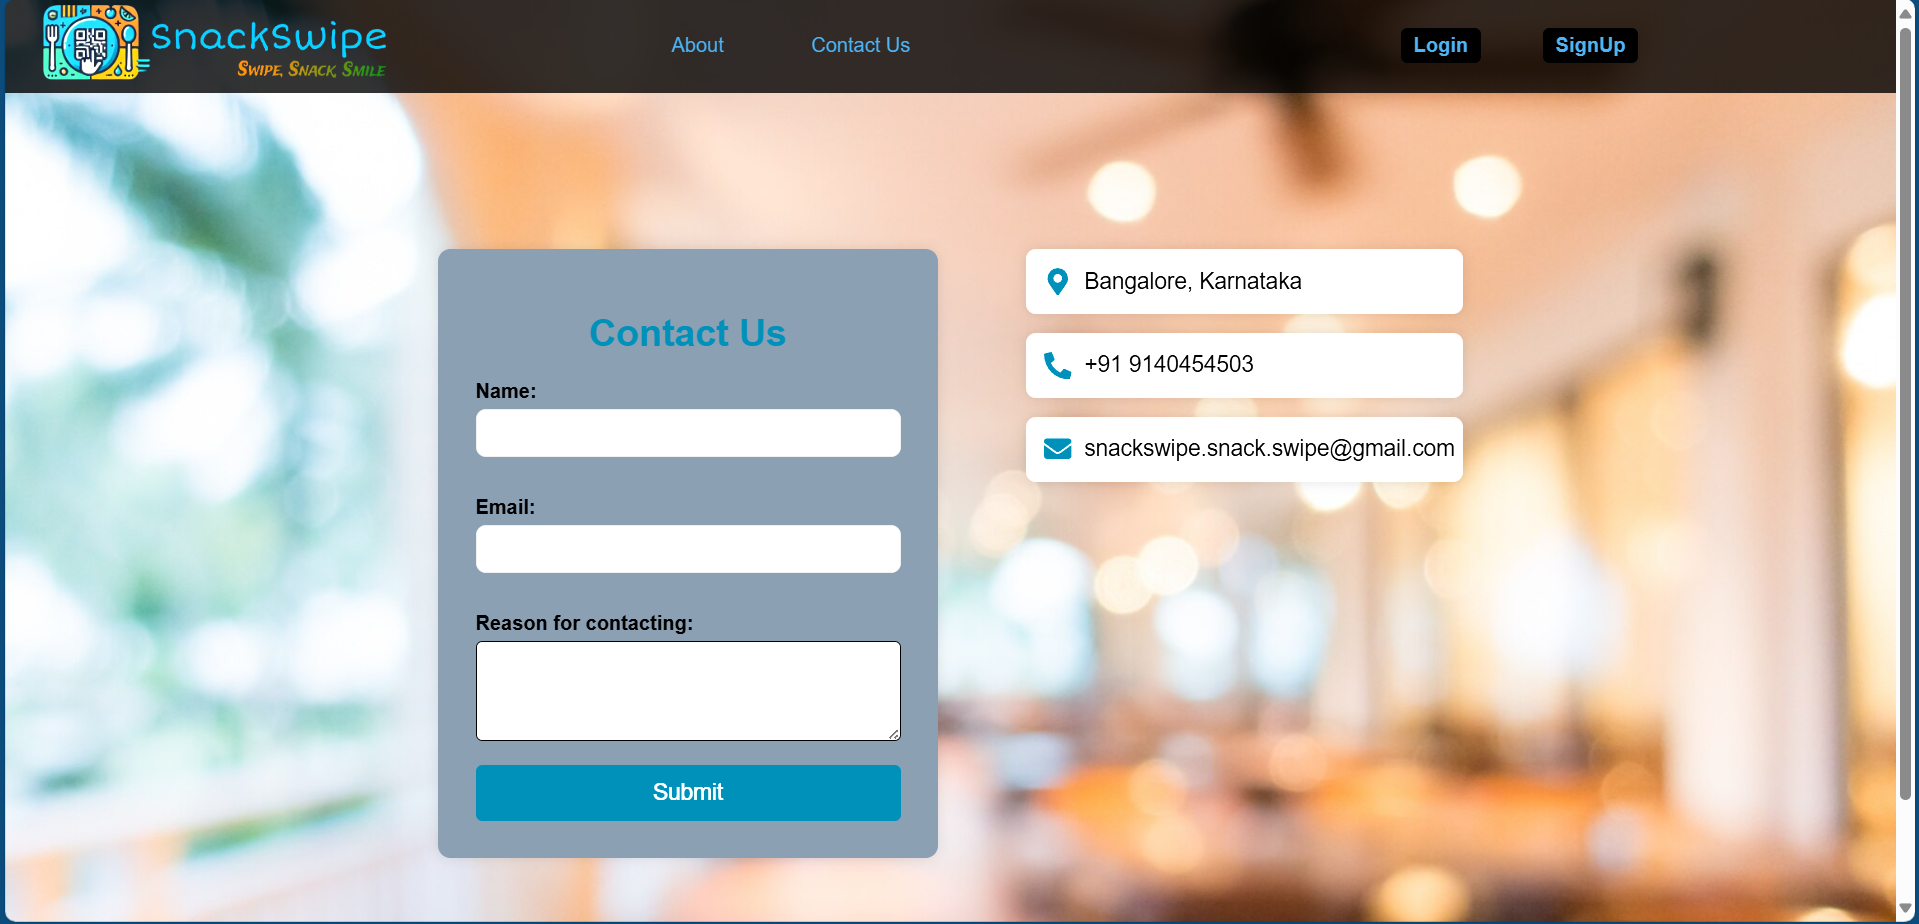 SnackSwipe
Swipe, Snack, Smile
About
Contact Us
Login
SignUp
Contact Us
Name:
Email:
Reason for contacting:
Submit
Bangalore, Karnataka
+91 9140454503
snackswipe.snack.swipe@gmail.com